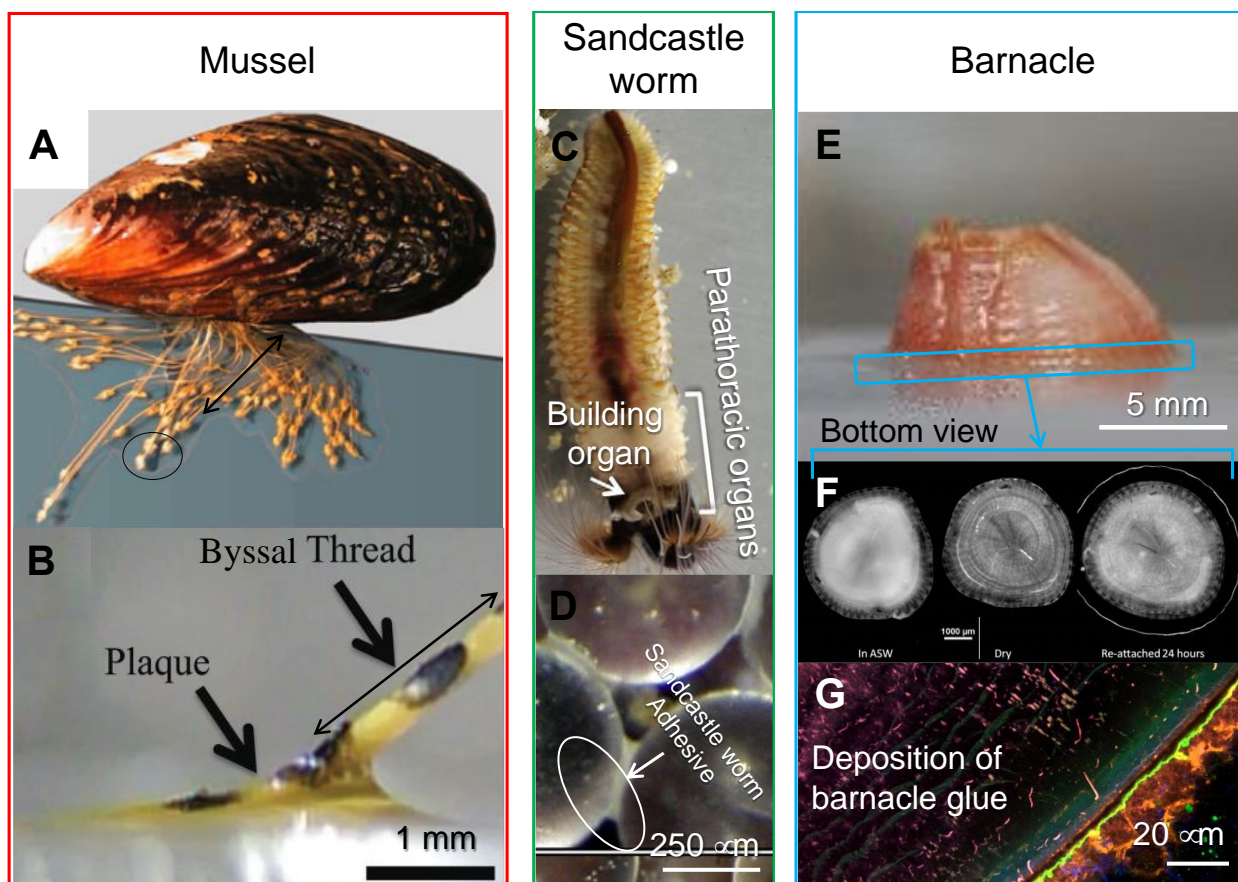 Mussel
A
B
Byssal Thread
Plaque
1 mm
Sandcastle
worm
C
Parathoracic organs
Building
organ
D
Sandcastle worm
Adhesive
250 ∝m
Barnacle
E
5 mm
Bottom view
F
1000 µm
In ASW
Dry
Re-attached 24 hours
G
Deposition of
barnacle glue
20 ∝m